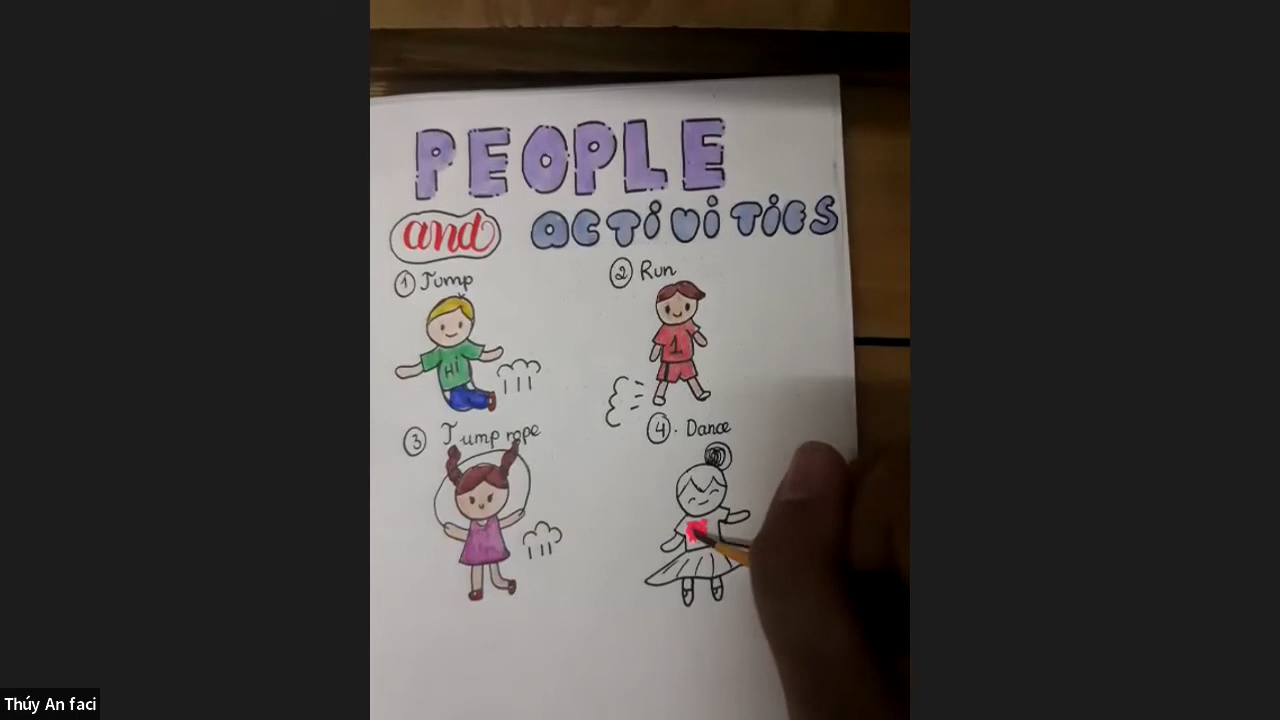 PEOPLE
and ACTiViTiES
1 Jump
2 Run
Hi
1
3 Jump rope
4. Dance
Thúy An faci